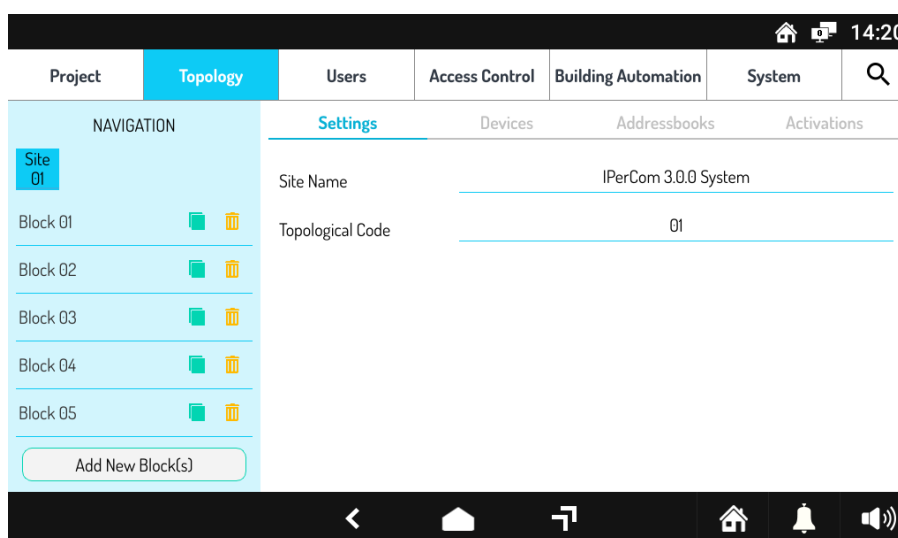 14:20
Project Topology Users Access Control Building Automation System
NAVIGATION Settings Devices Addressbooks Activations
Site
01
Site Name IPerCom 3.0.0 System
Block 01
Topological Code 01
Block 02
Block 03
Block 04
Block 05
Add New Block(s)